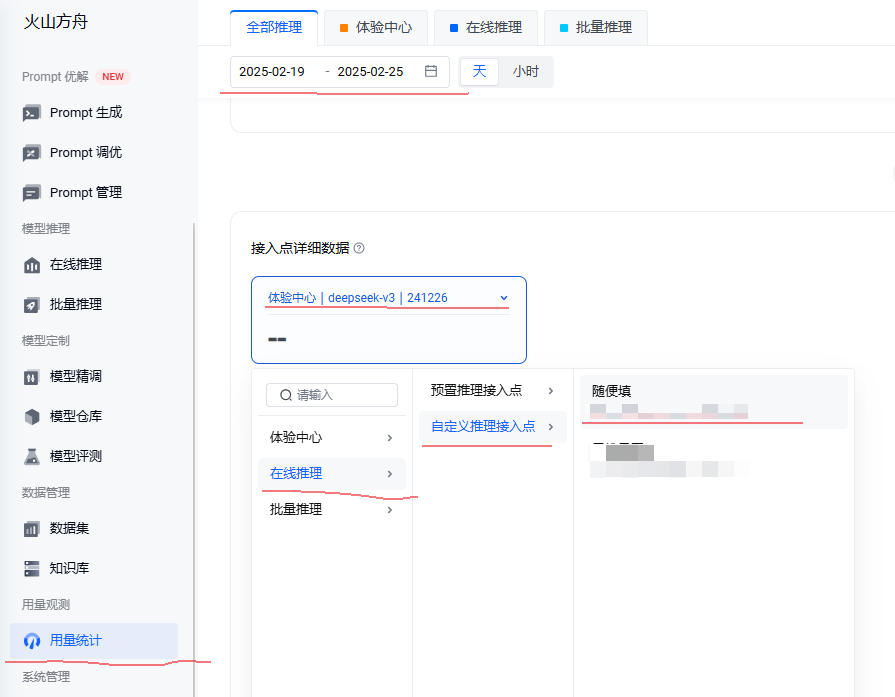 火山方舟
Prompt 优解 NEW
Prompt 生成
Prompt 调优
Prompt 管理
模型推理
在线推理
批量推理
模型定制
模型精调
模型仓库
模型评测
数据管理
数据集
知识库
用量观测
用量统计
系统管理
全部推理 体验中心 在线推理 批量推理
2025-02-19 - 2025-02-25 天 小时
接入点详细数据
体验中心 | deepseek-v3 | 241226
--
请输入
体验中心
在线推理
批量推理
预置推理接入点
自定义推理接入点
随便填